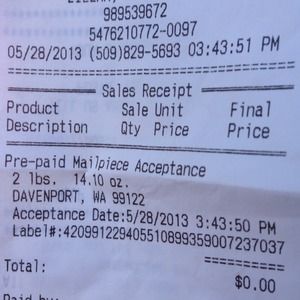 989539672
5476210772-0097
05/28/2013 (509)829-5693 03:43:51 PM
Sales Receipt
Product Sale Unit Final
Description Qty Price Price
Pre-paid Mailpiece Acceptance
2 lbs. 14.10 oz.
DAVENPORT, WA 99122
Acceptance Date:5/28/2013 3:43:50 PM
Label#:420991229405510899359007237037
==========
Total: $0.00